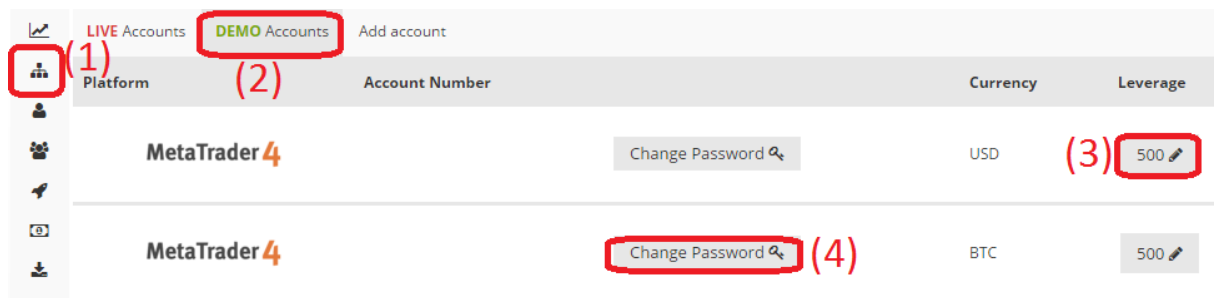 LIVE Accounts DEMO Accounts Add account
(1)
(2)
Platform Account Number Currency Leverage
MetaTrader 4 Change Password USD (3) 500
MetaTrader 4 Change Password (4) BTC 500